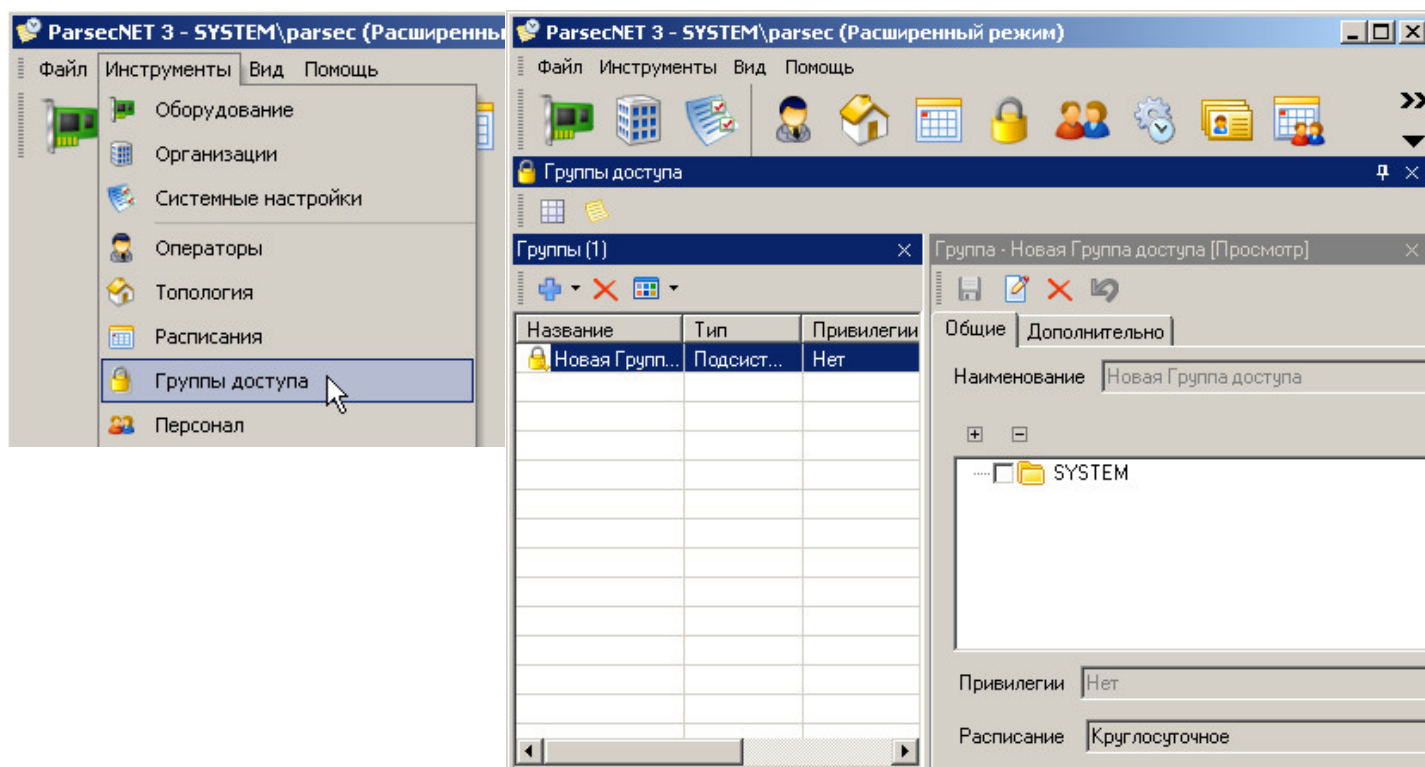 ParsecNET 3 - SYSTEM\parsec (Расширенны
Файл Инструменты Вид Помощь
Оборудование
Организации
Системные настройки
Операторы
Топология
Расписания
Группы доступа
Персонал
ParsecNET 3 - SYSTEM\parsec (Расширенный режим)
Файл Инструменты Вид Помощь
Группы доступа
Группы (1)
Название Тип Привилегии
Новая Групп... Подсист... Нет
Группа - Новая Группа доступа [Просмотр]
Общие Дополнительно
Наименование Новая Группа доступа
SYSTEM
Привилегии Нет
Расписание Круглосуточное